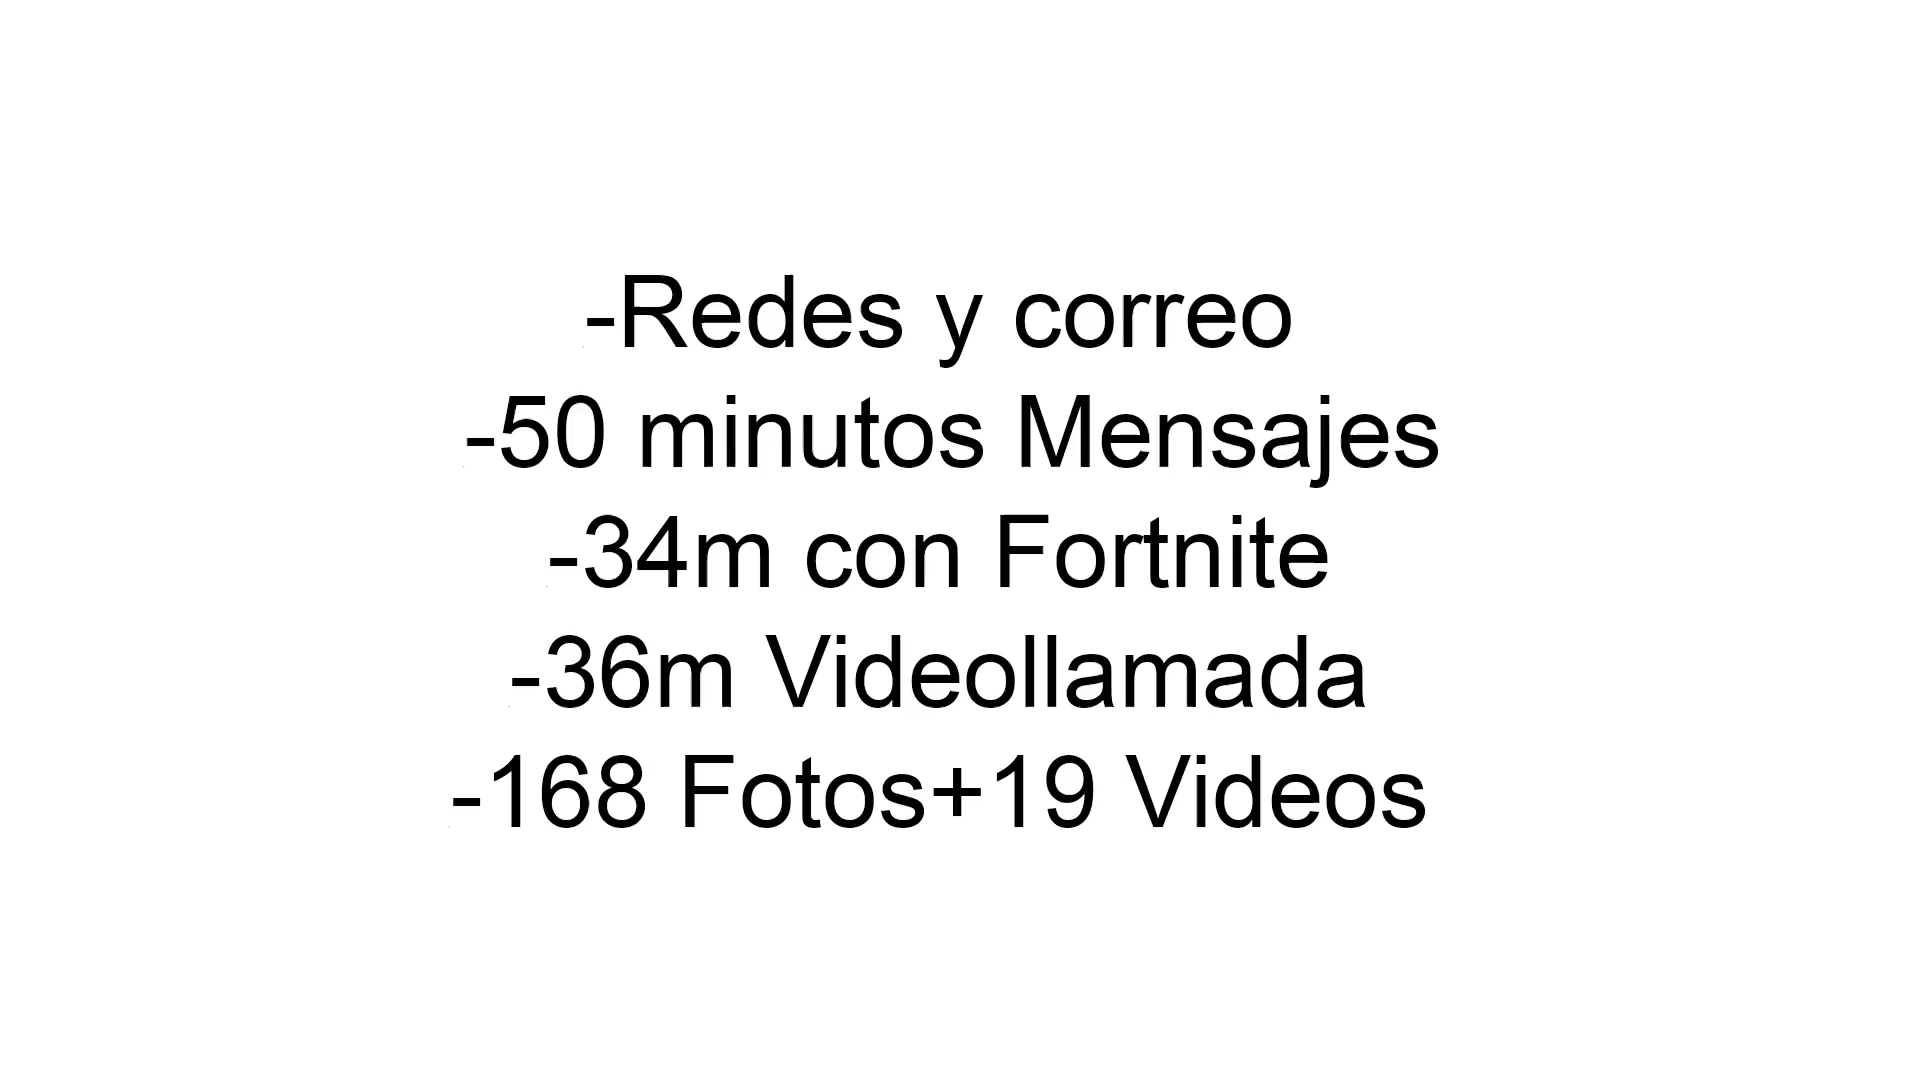 -Redes y correo
-50 minutos Mensajes
-34m con Fortnite
-36m Videollamada
-168 Fotos+19 Videos